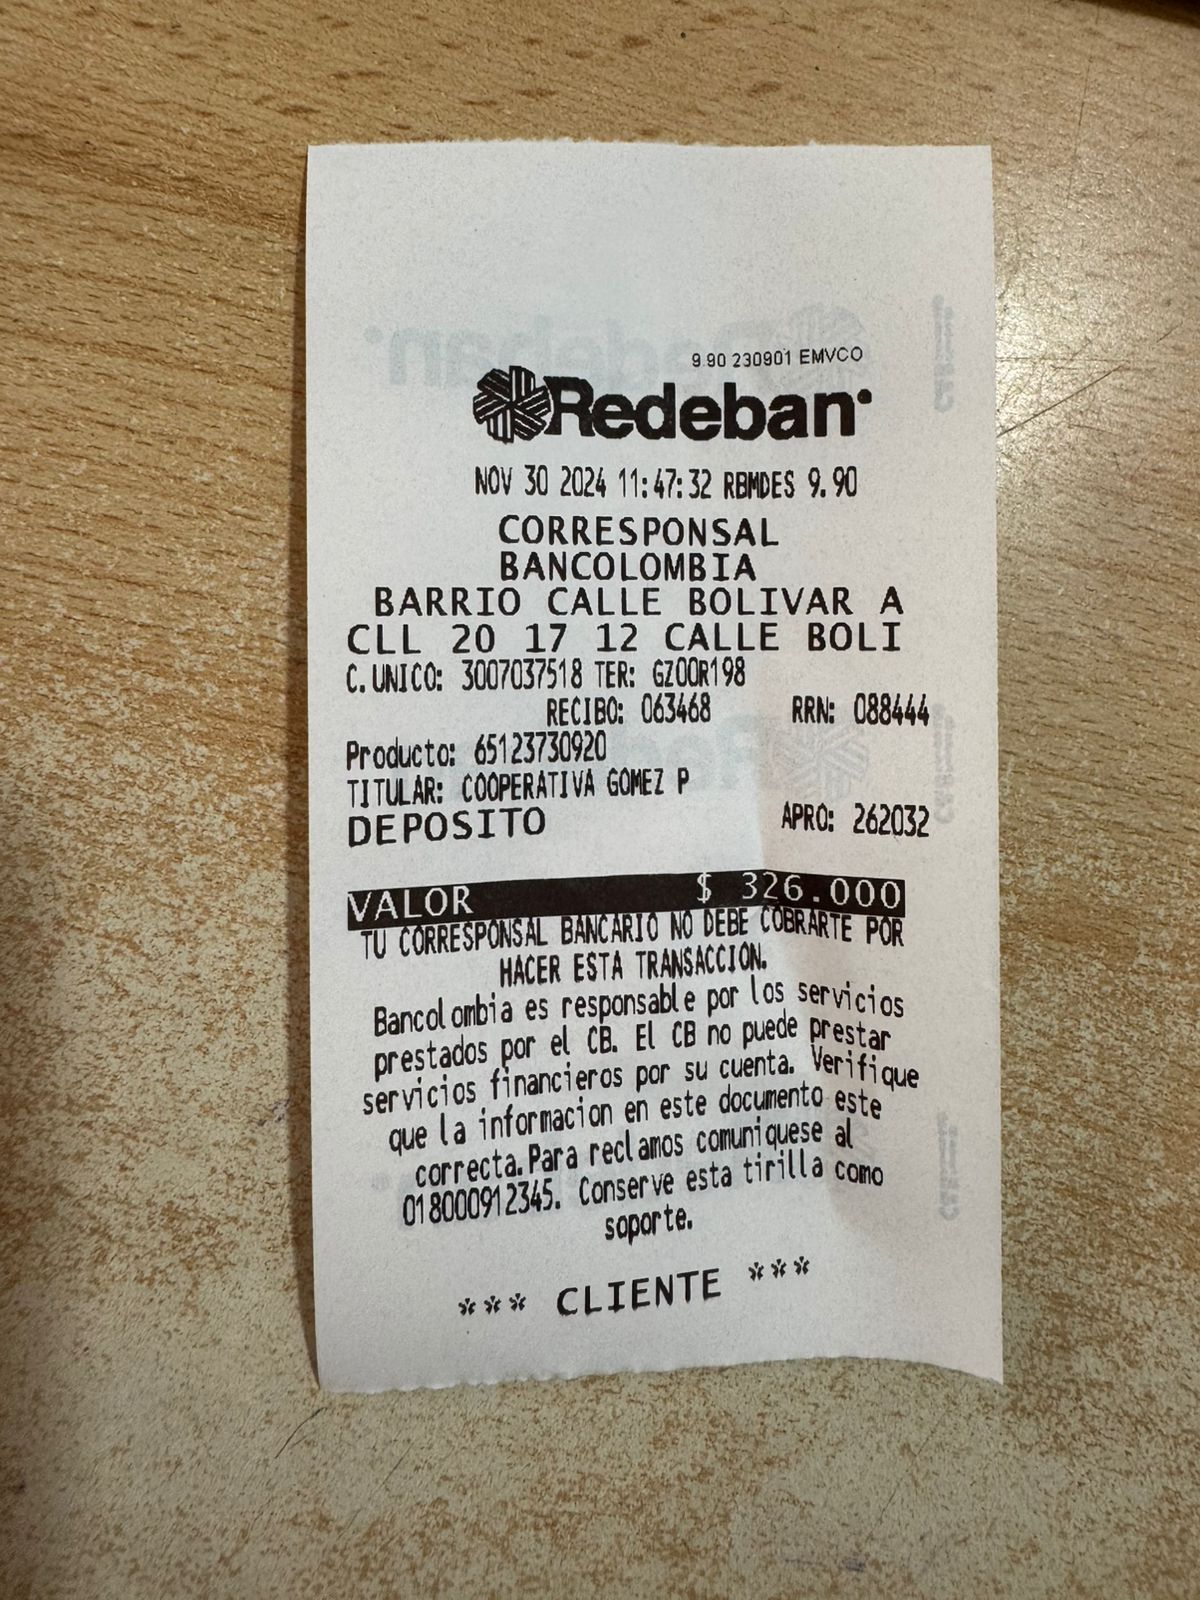 9.90 230901 EMVCO
Redeban
NOV 30 2024 11:47:32 RBMDES 9.90
CORRESPONSAL
BANCOLOMBIA
BARRIO CALLE BOLIVAR A
CLL 20 17 12 CALLE BOLI
C.UNICO: 3007037518 TER: GZOOR198
RECIBO: 063468 RRN: 088444
Producto: 65123730920
TITULAR: COOPERATIVA GOMEZ P
DEPOSITO APRO: 262032
VALOR $ 326.000
TU CORRESPONSAL BANCARIO NO DEBE COBRARTE POR
HACER ESTA TRANSACCION.
Bancolombia es responsable por los servicios
prestados por el CB. El CB no puede prestar
servicios financieros por su cuenta. Verifique
que la informacion en este documento este
correcta.Para reclamos comuniquese al
018000912345. Conserve esta tirilla como
soporte.
*** CLIENTE ***